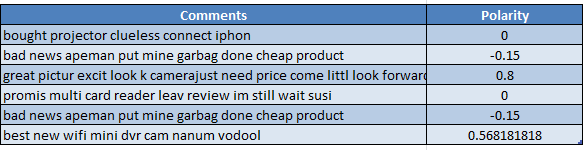 Comments Polarity
bought projector clueless connect iphon 0
bad news apeman put mine garbag done cheap product -0.15
great pictur excit look k camerajust need price come littl look forward 0.8
promis multi card reader leav review im still wait susi 0
bad news apeman put mine garbag done cheap product -0.15
best new wifi mini dvr cam nanum vodool 0.568181818